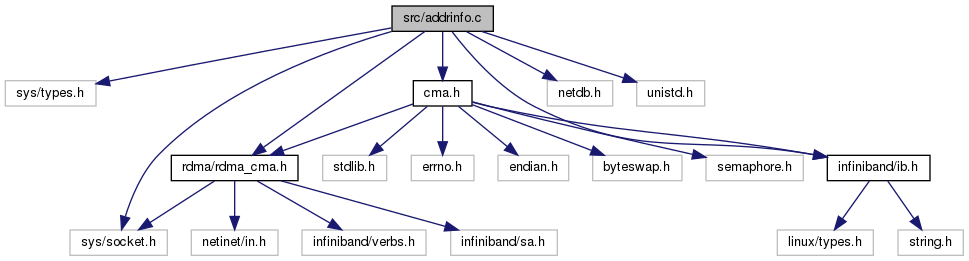 src/addrinfo.c
sys/types.h
cma.h
netdb.h
unistd.h
rdma/rdma_cma.h
stdlib.h
errno.h
endian.h
byteswap.h
semaphore.h
infiniband/ib.h
sys/socket.h
netinet/in.h
infiniband/verbs.h
infiniband/sa.h
linux/types.h
string.h